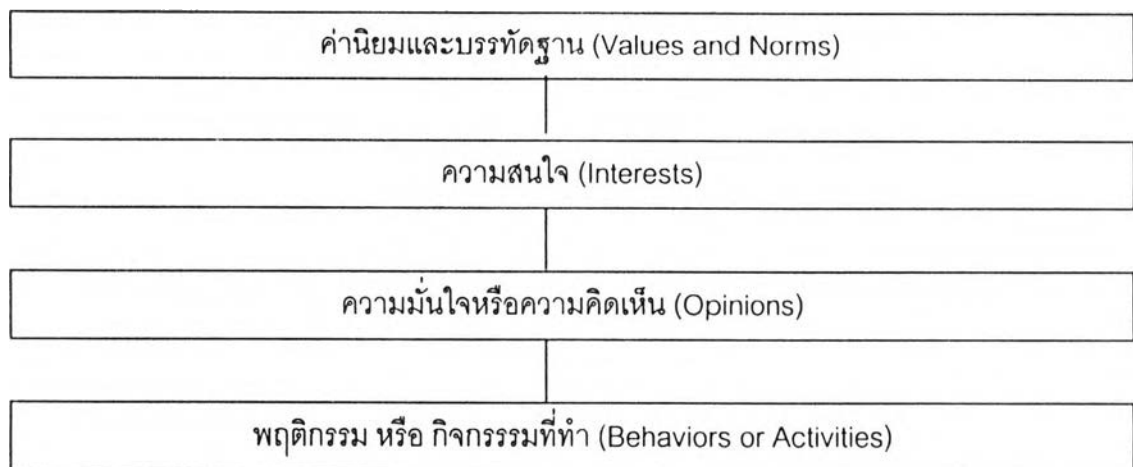 ค่านิยมและบรรทัดฐาน (Values and Norms)
ความสนใจ (Interests)
ความมั่นใจหรือความคิดเห็น (Opinions)
พฤติกรรม หรือ กิจกรรรมที่ทำ (Behaviors or Activities)